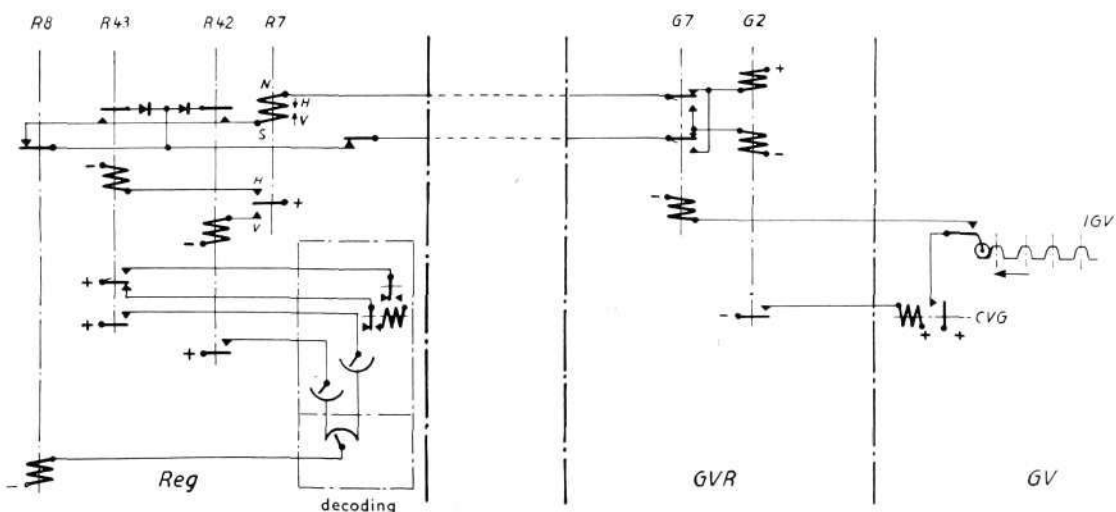 R8 R43 R42 R7 G7 G2
N
H
V
S
+
-
-
H
+
V
-
-
IGV
+
+
+
-
CVG
+ +
-
Reg GVR GV
decoding